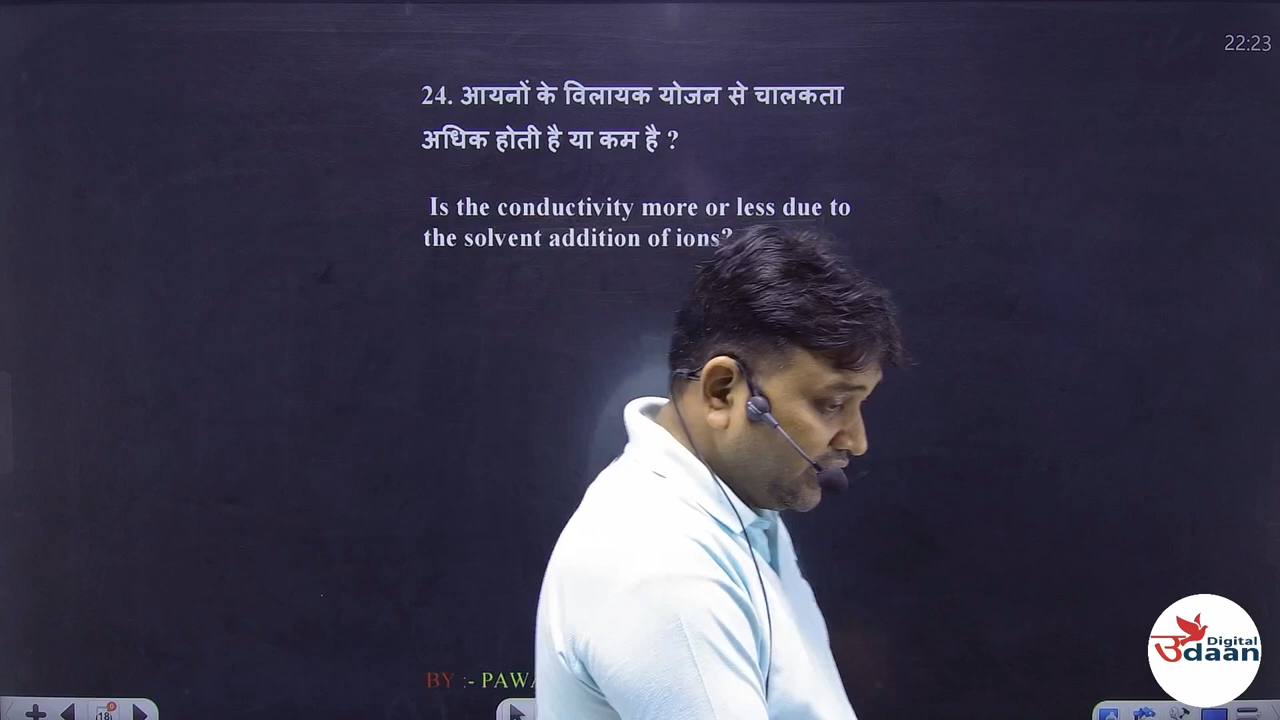 22:23
24. आयनों के विलायक योजन से चालकता
अधिक होती है या कम है ?
Is the conductivity more or less due to
the solvent addition of ions?
BY :-
18
Digital
उdaan